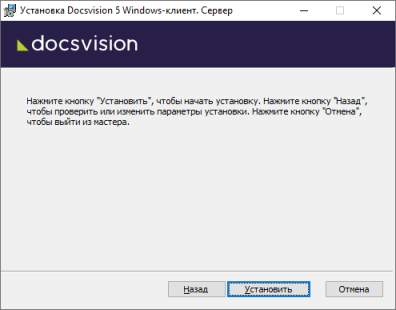 Установка Docsvision 5 Windows-клиент. Сервер
docsvision
Нажмите кнопку "Установить", чтобы начать установку. Нажмите кнопку "Назад",
чтобы проверить или изменить параметры установки. Нажмите кнопку "Отмена",
чтобы выйти из мастера.
Назад Установить Отмена